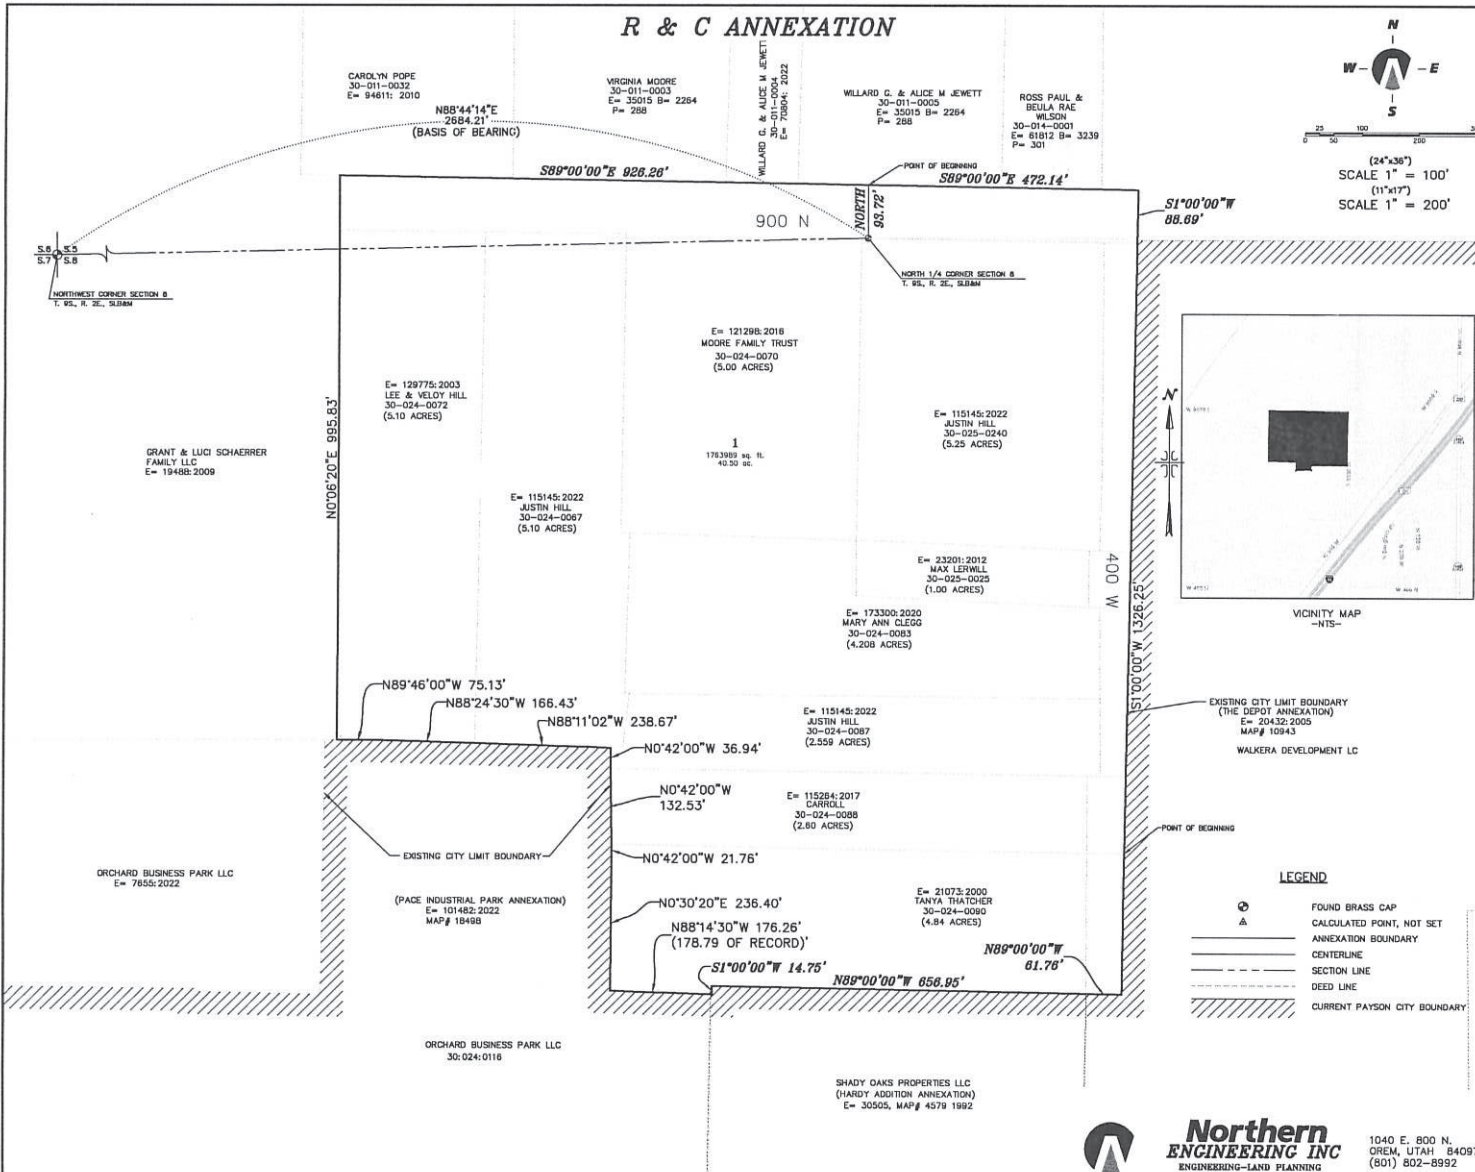 R & C ANNEXATION
CAROLYN POPE
30-011-0032
E= 94611: 2010
N88°44'14"E
2684.21'
(BASIS OF BEARING)
VIRGINIA MOORE
30-011-0003
E= 35015 B= 2264
P= 288
WILLARD G. & ALICE M JEWETT
30-011-0004
E= 70804: 2022
WILLARD G. & ALICE M JEWETT
30-011-0005
E= 35015 B= 2264
P= 288
ROSS PAUL &
BEULA RAE
WILSON
30-014-0001
E= 61812 B= 3239
P= 301
N
W
E
S
25
100
0
50
200
(24"x36")
SCALE 1" = 100'
(11"x17")
SCALE 1" = 200'
S89°00'00"E 926.26'
POINT OF BEGINNING
S89°00'00"E 472.14'
NORTH
93.72'
S1°00'00"W
88.69'
900 N
S.6
S.5
S.7
S.8
NORTHWEST CORNER SECTION 8
T. 9S., R. 2E., SLB&M
NORTH 1/4 CORNER SECTION 8
T. 9S., R. 2E., SLB&M
E= 121298:2016
MOORE FAMILY TRUST
30-024-0070
(5.00 ACRES)
E= 129775:2003
LEE & VELOY HILL
30-024-0072
(5.10 ACRES)
E= 115145:2022
JUSTIN HILL
30-025-0240
(5.25 ACRES)
N0°06'20"E 995.83'
GRANT & LUCI SCHAERRER
FAMILY LLC
E= 19488:2009
1
1763989 sq. ft.
40.50 ac.
E= 115145:2022
JUSTIN HILL
30-024-0067
(5.10 ACRES)
N
E= 23201:2012
MAX LERWILL
30-025-0025
(1.00 ACRES)
400 W
S1°00'00"W 1326.25'
E= 173300:2020
MARY ANN CLEGG
30-024-0083
(4.208 ACRES)
VICINITY MAP
-NTS-
N89°46'00"W 75.13'
N88°24'30"W 166.43'
N88°11'02"W 238.67'
E= 115145:2022
JUSTIN HILL
30-024-0087
(2.559 ACRES)
EXISTING CITY LIMIT BOUNDARY
(THE DEPOT ANNEXATION)
E= 20432:2005
MAP# 10943
WALKERA DEVELOPMENT LC
N0°42'00"W 36.94'
N0°42'00"W
132.53'
E= 115284:2017
CARROLL
30-024-0088
(2.60 ACRES)
POINT OF BEGINNING
EXISTING CITY LIMIT BOUNDARY
N0°42'00"W 21.76'
ORCHARD BUSINESS PARK LLC
E= 7655:2022
(PACE INDUSTRIAL PARK ANNEXATION)
E= 101482:2022
MAP# 18498
N0°30'20"E 236.40'
E= 21073:2000
TANYA THATCHER
30-024-0090
(4.84 ACRES)
N88°14'30"W 176.26'
(178.79 OF RECORD)'
N89°00'00"W
61.76'
S1°00'00"W 14.75'
N89°00'00"W 656.95'
LEGEND
FOUND BRASS CAP
CALCULATED POINT, NOT SET
ANNEXATION BOUNDARY
CENTERLINE
SECTION LINE
DEED LINE
CURRENT PAYSON CITY BOUNDARY
ORCHARD BUSINESS PARK LLC
30:024:0116
SHADY OAKS PROPERTIES LLC
(HARDY ADDITION ANNEXATION)
E= 30505, MAP# 4579 1992
Northern
ENGINEERING INC
ENGINEERING-LAND PLANNING
1040 E. 800 N.
OREM, UTAH 84097
(801) 802-8992